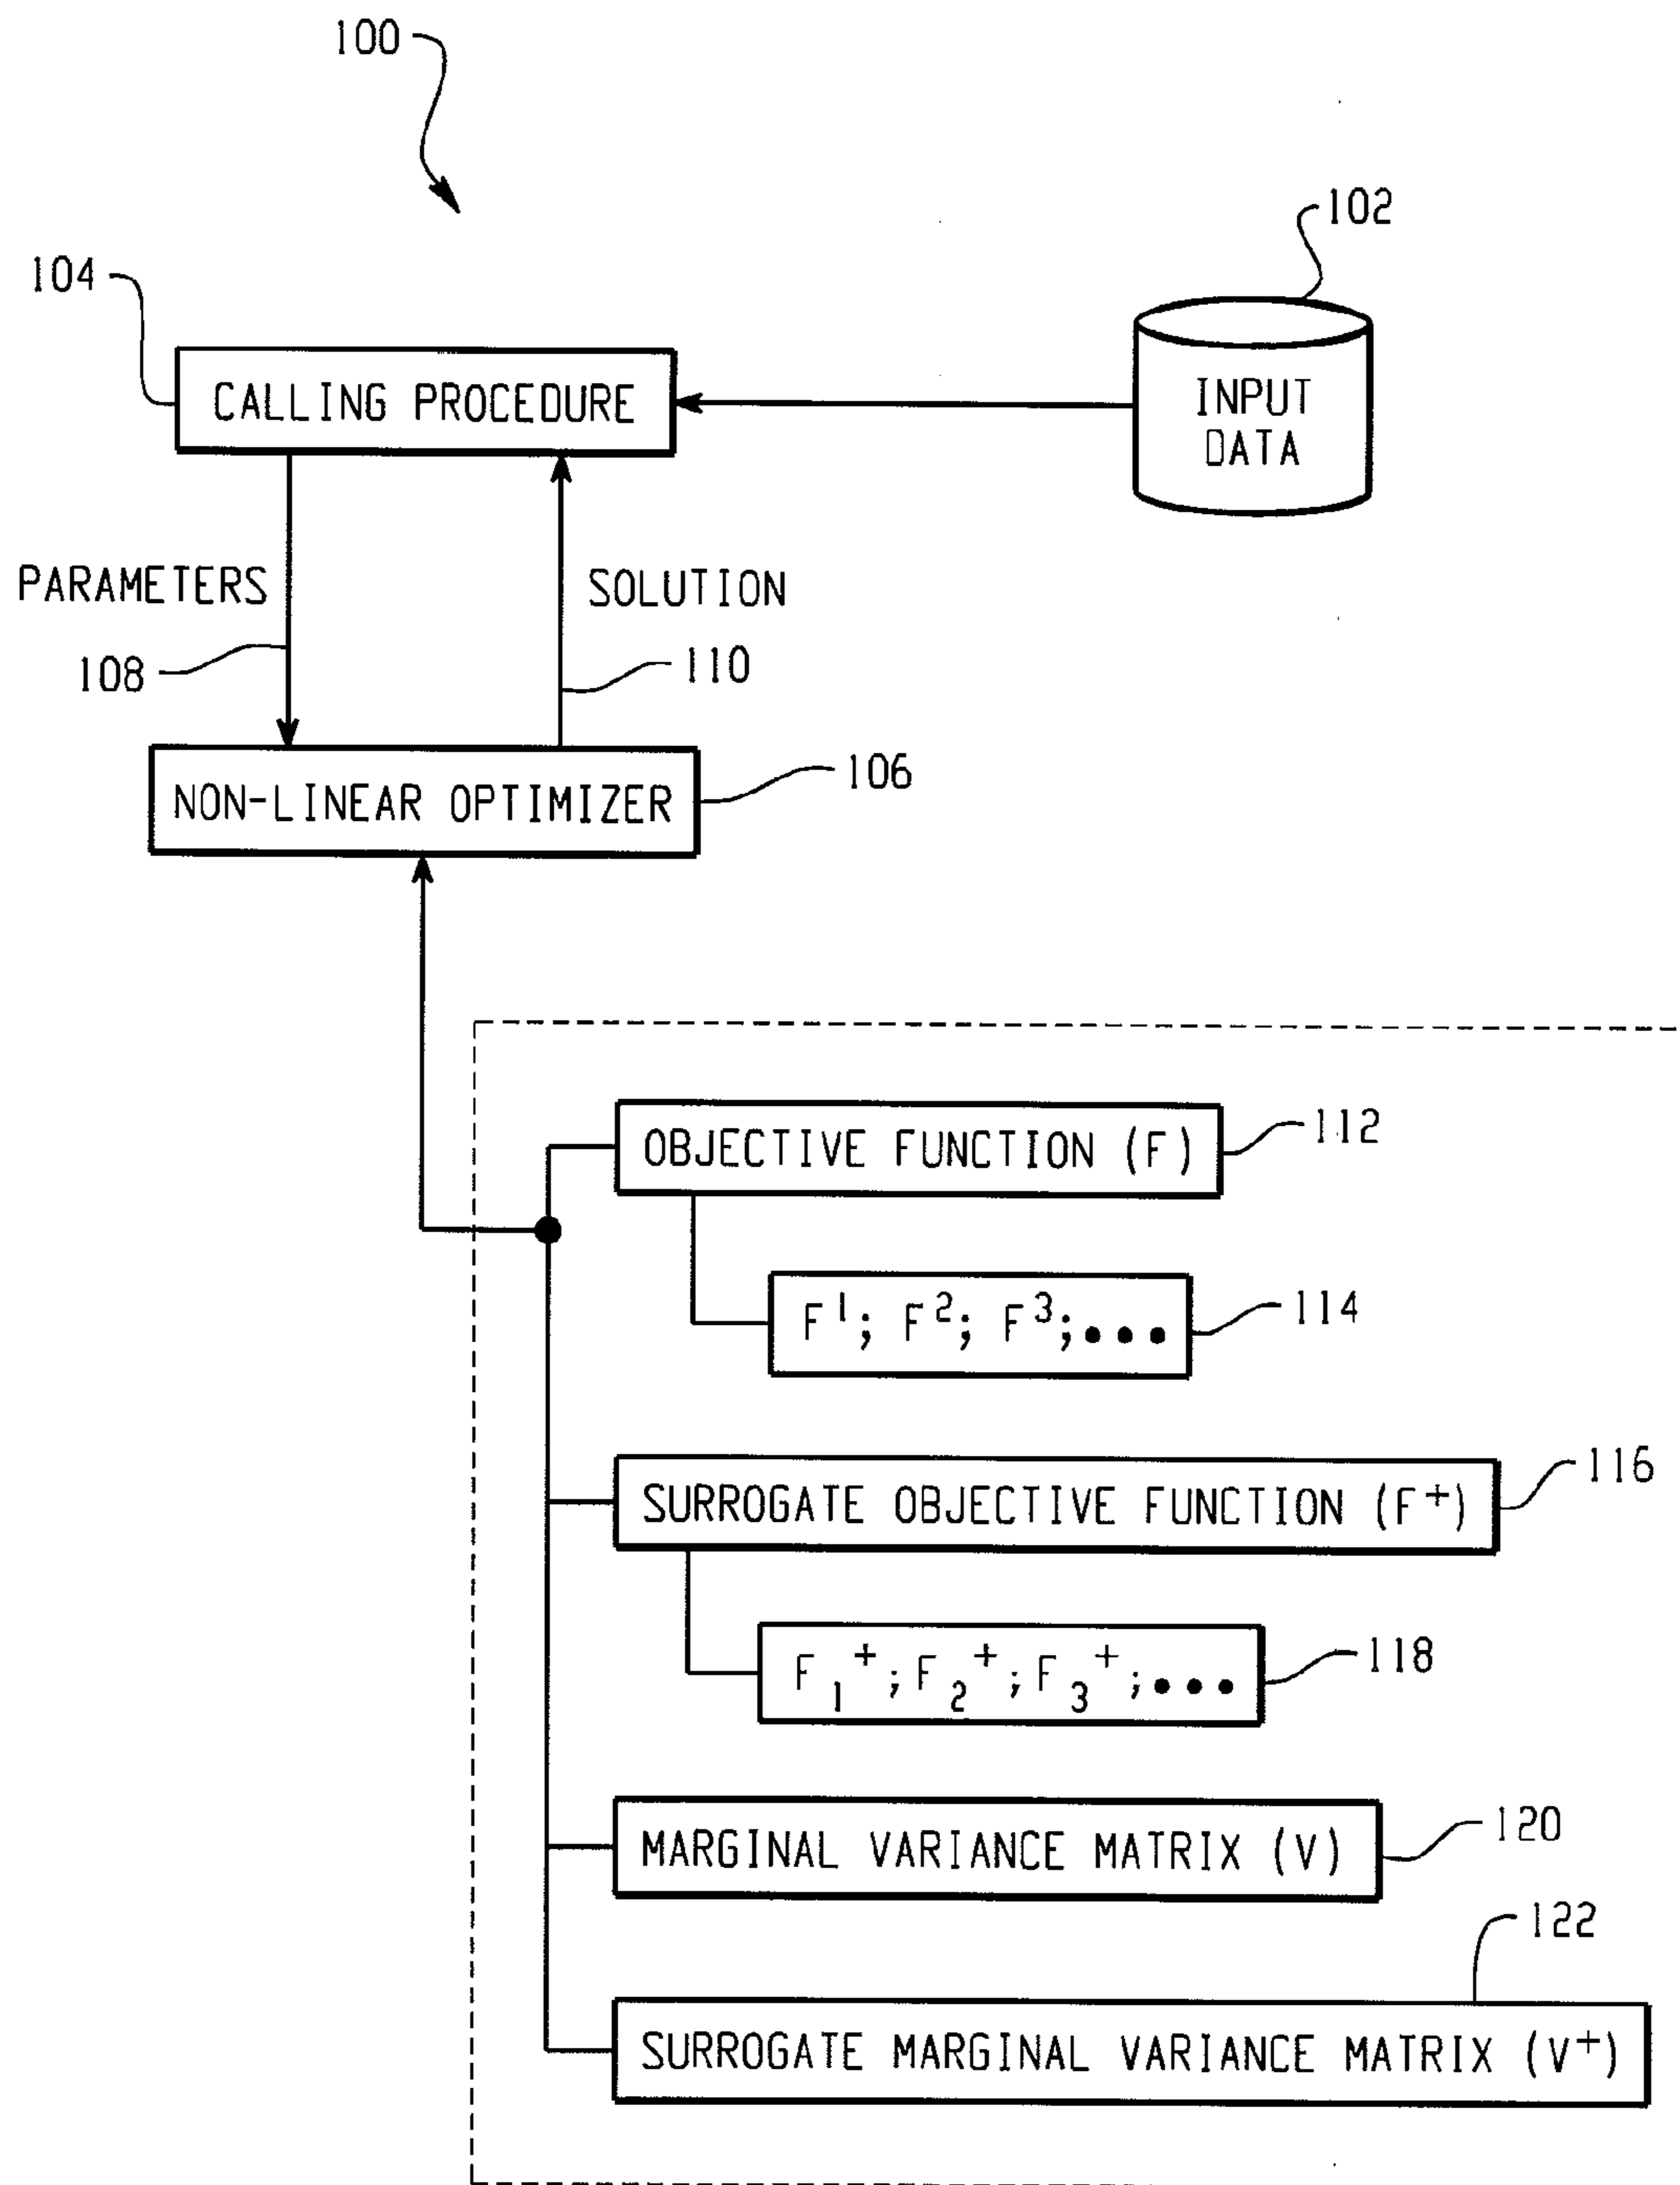 100
102
104
CALLING PROCEDURE
INPUT
DATA
PARAMETERS
SOLUTION
108
110
NON-LINEAR OPTIMIZER
106
OBJECTIVE FUNCTION (F)
112
F¹; F²; F³;•••
114
SURROGATE OBJECTIVE FUNCTION (F⁺)
116
F₁⁺;F₂⁺;F₃⁺;•••
118
MARGINAL VARIANCE MATRIX (V)
120
122
SURROGATE MARGINAL VARIANCE MATRIX (V⁺)